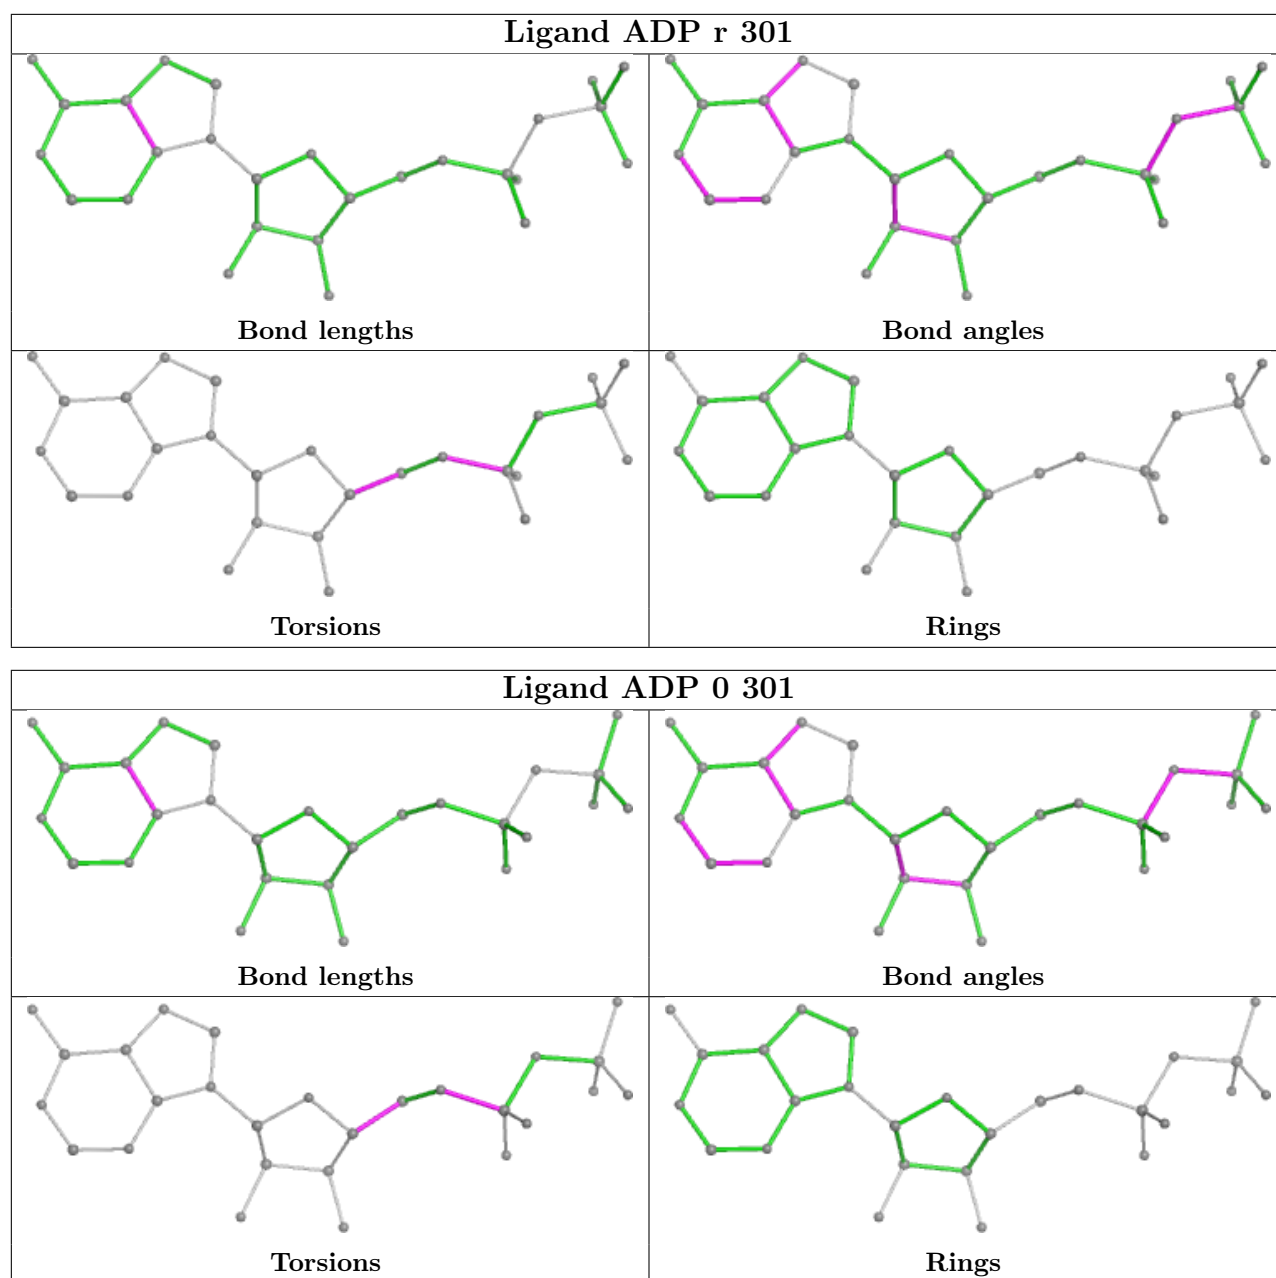 Ligand ADP r 301
Bond lengths
Bond angles
Torsions
Rings
Ligand ADP 0 301
Bond lengths
Bond angles
Torsions
Rings